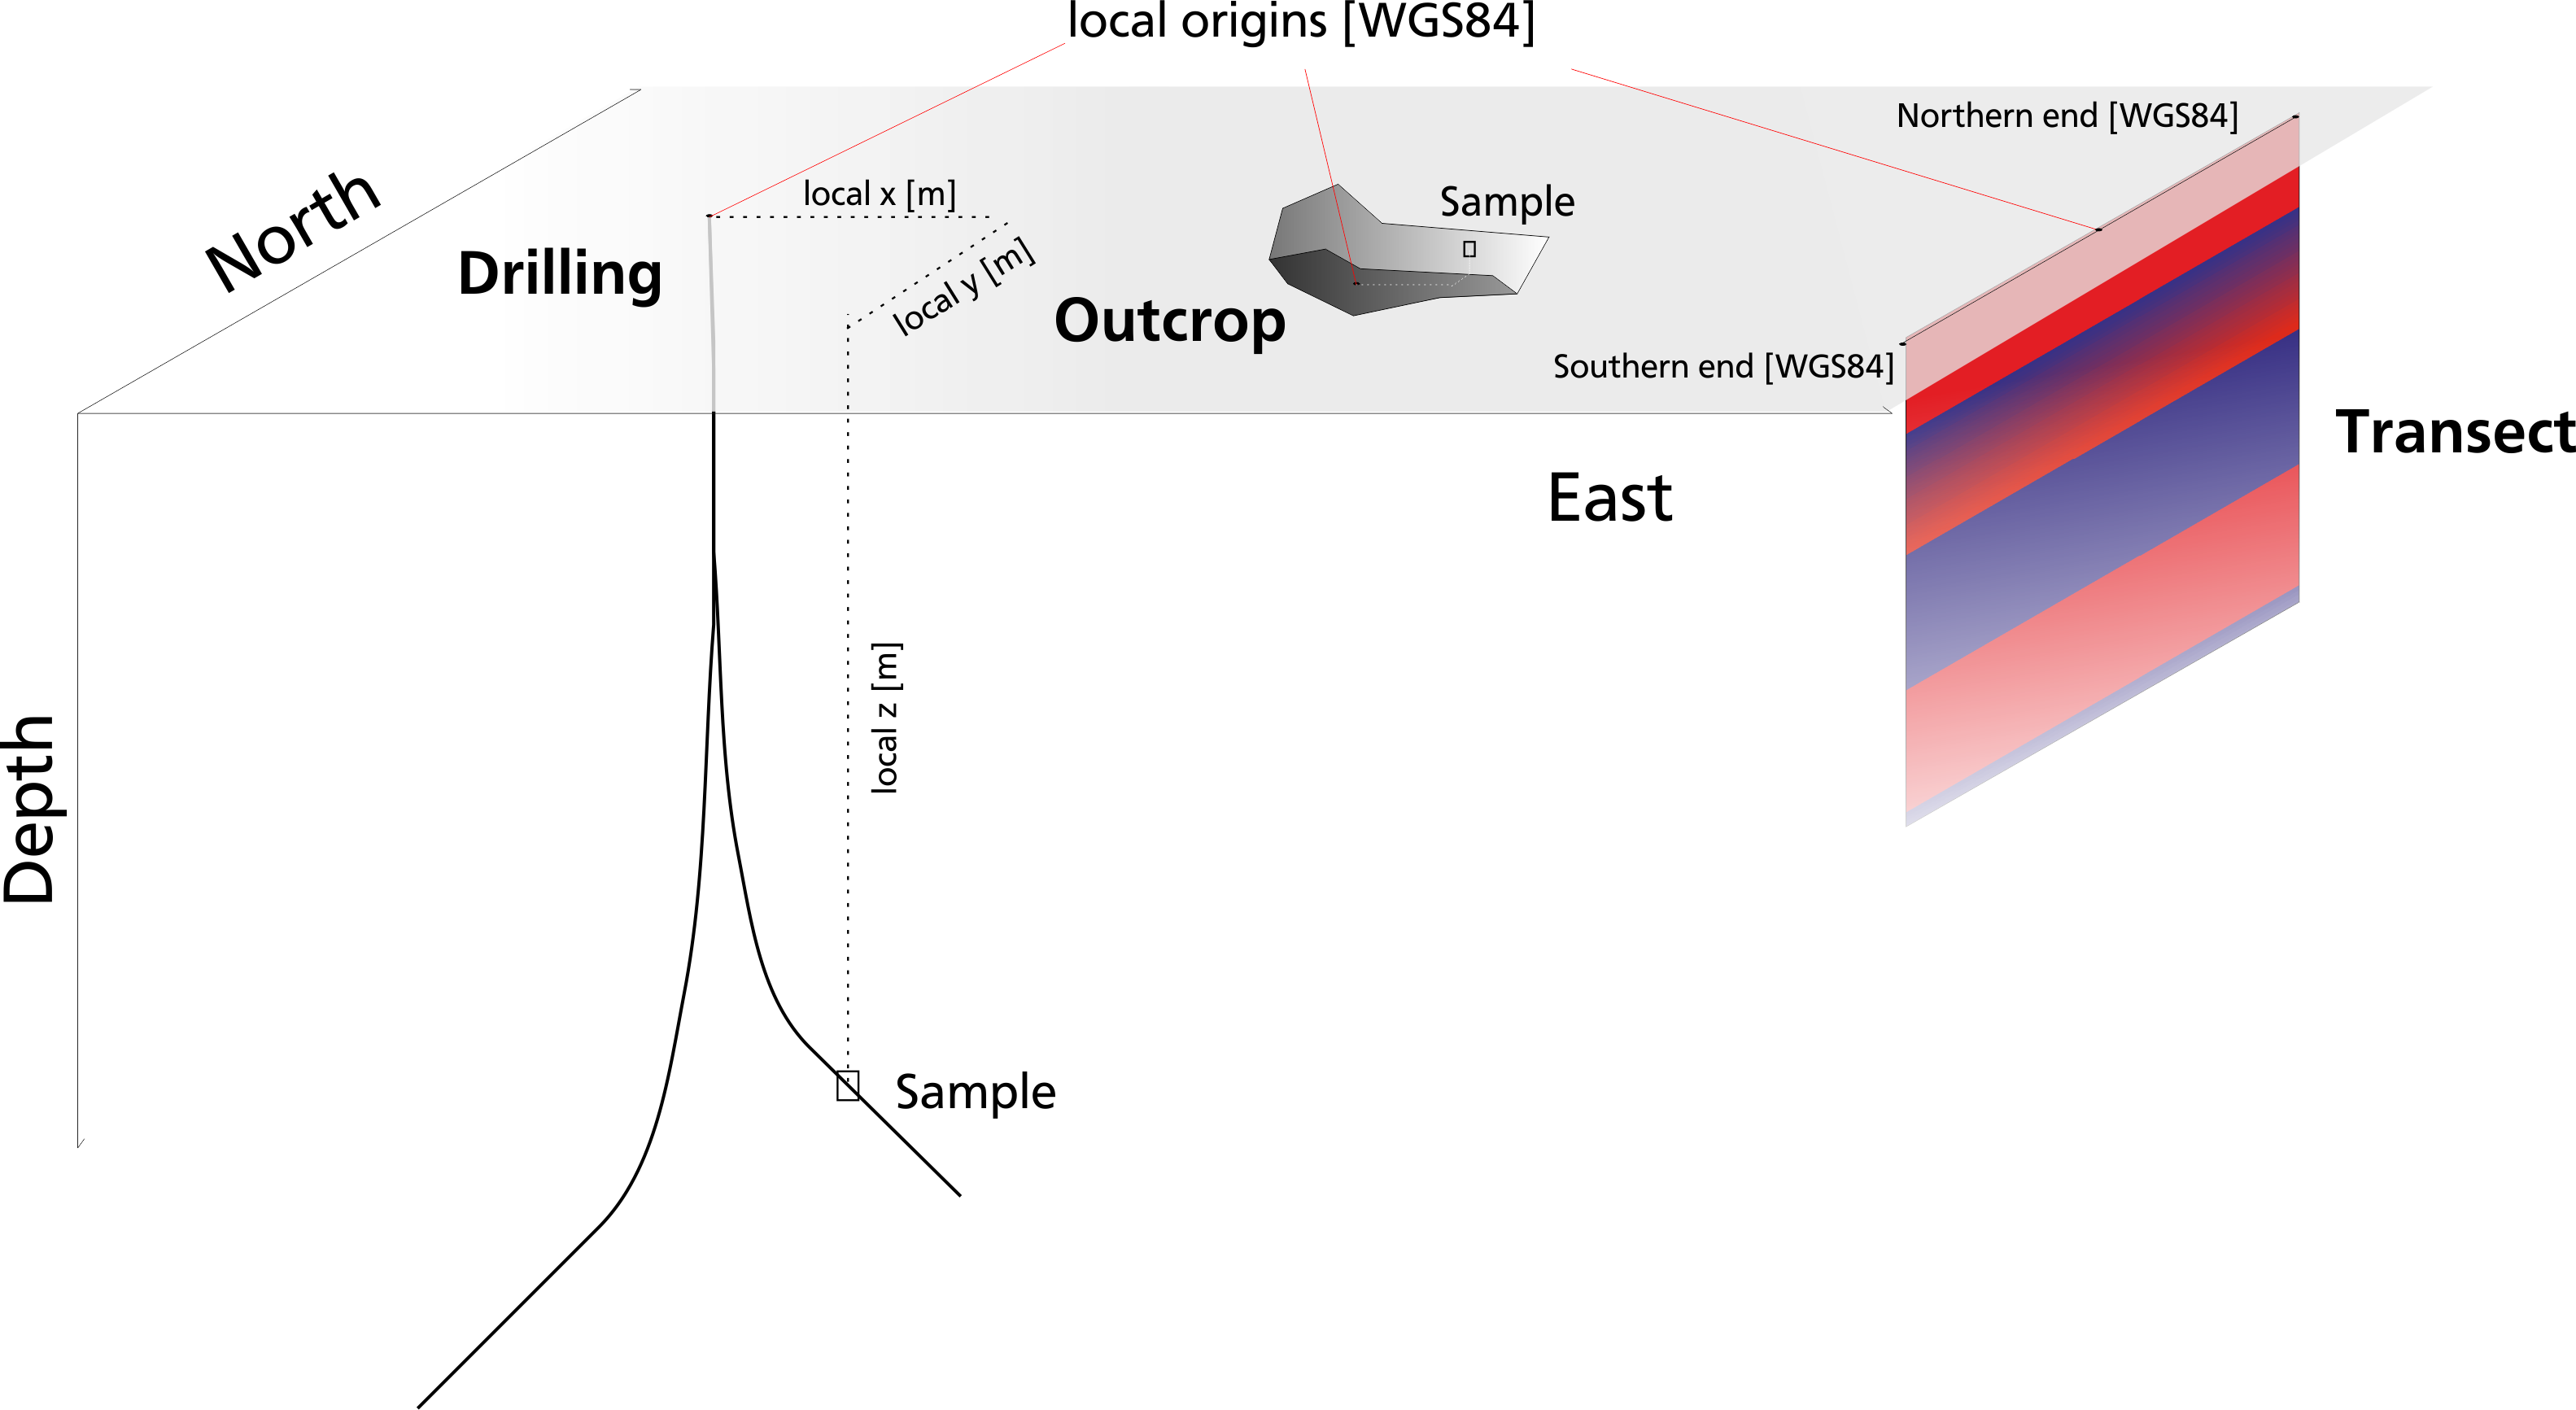 local origins [WGS84]
Northern end [WGS84]
North
local x [m]
Sample
Drilling
local y [m]
Outcrop
Southern end [WGS84]
Transect
East
local z [m]
Depth
Sample